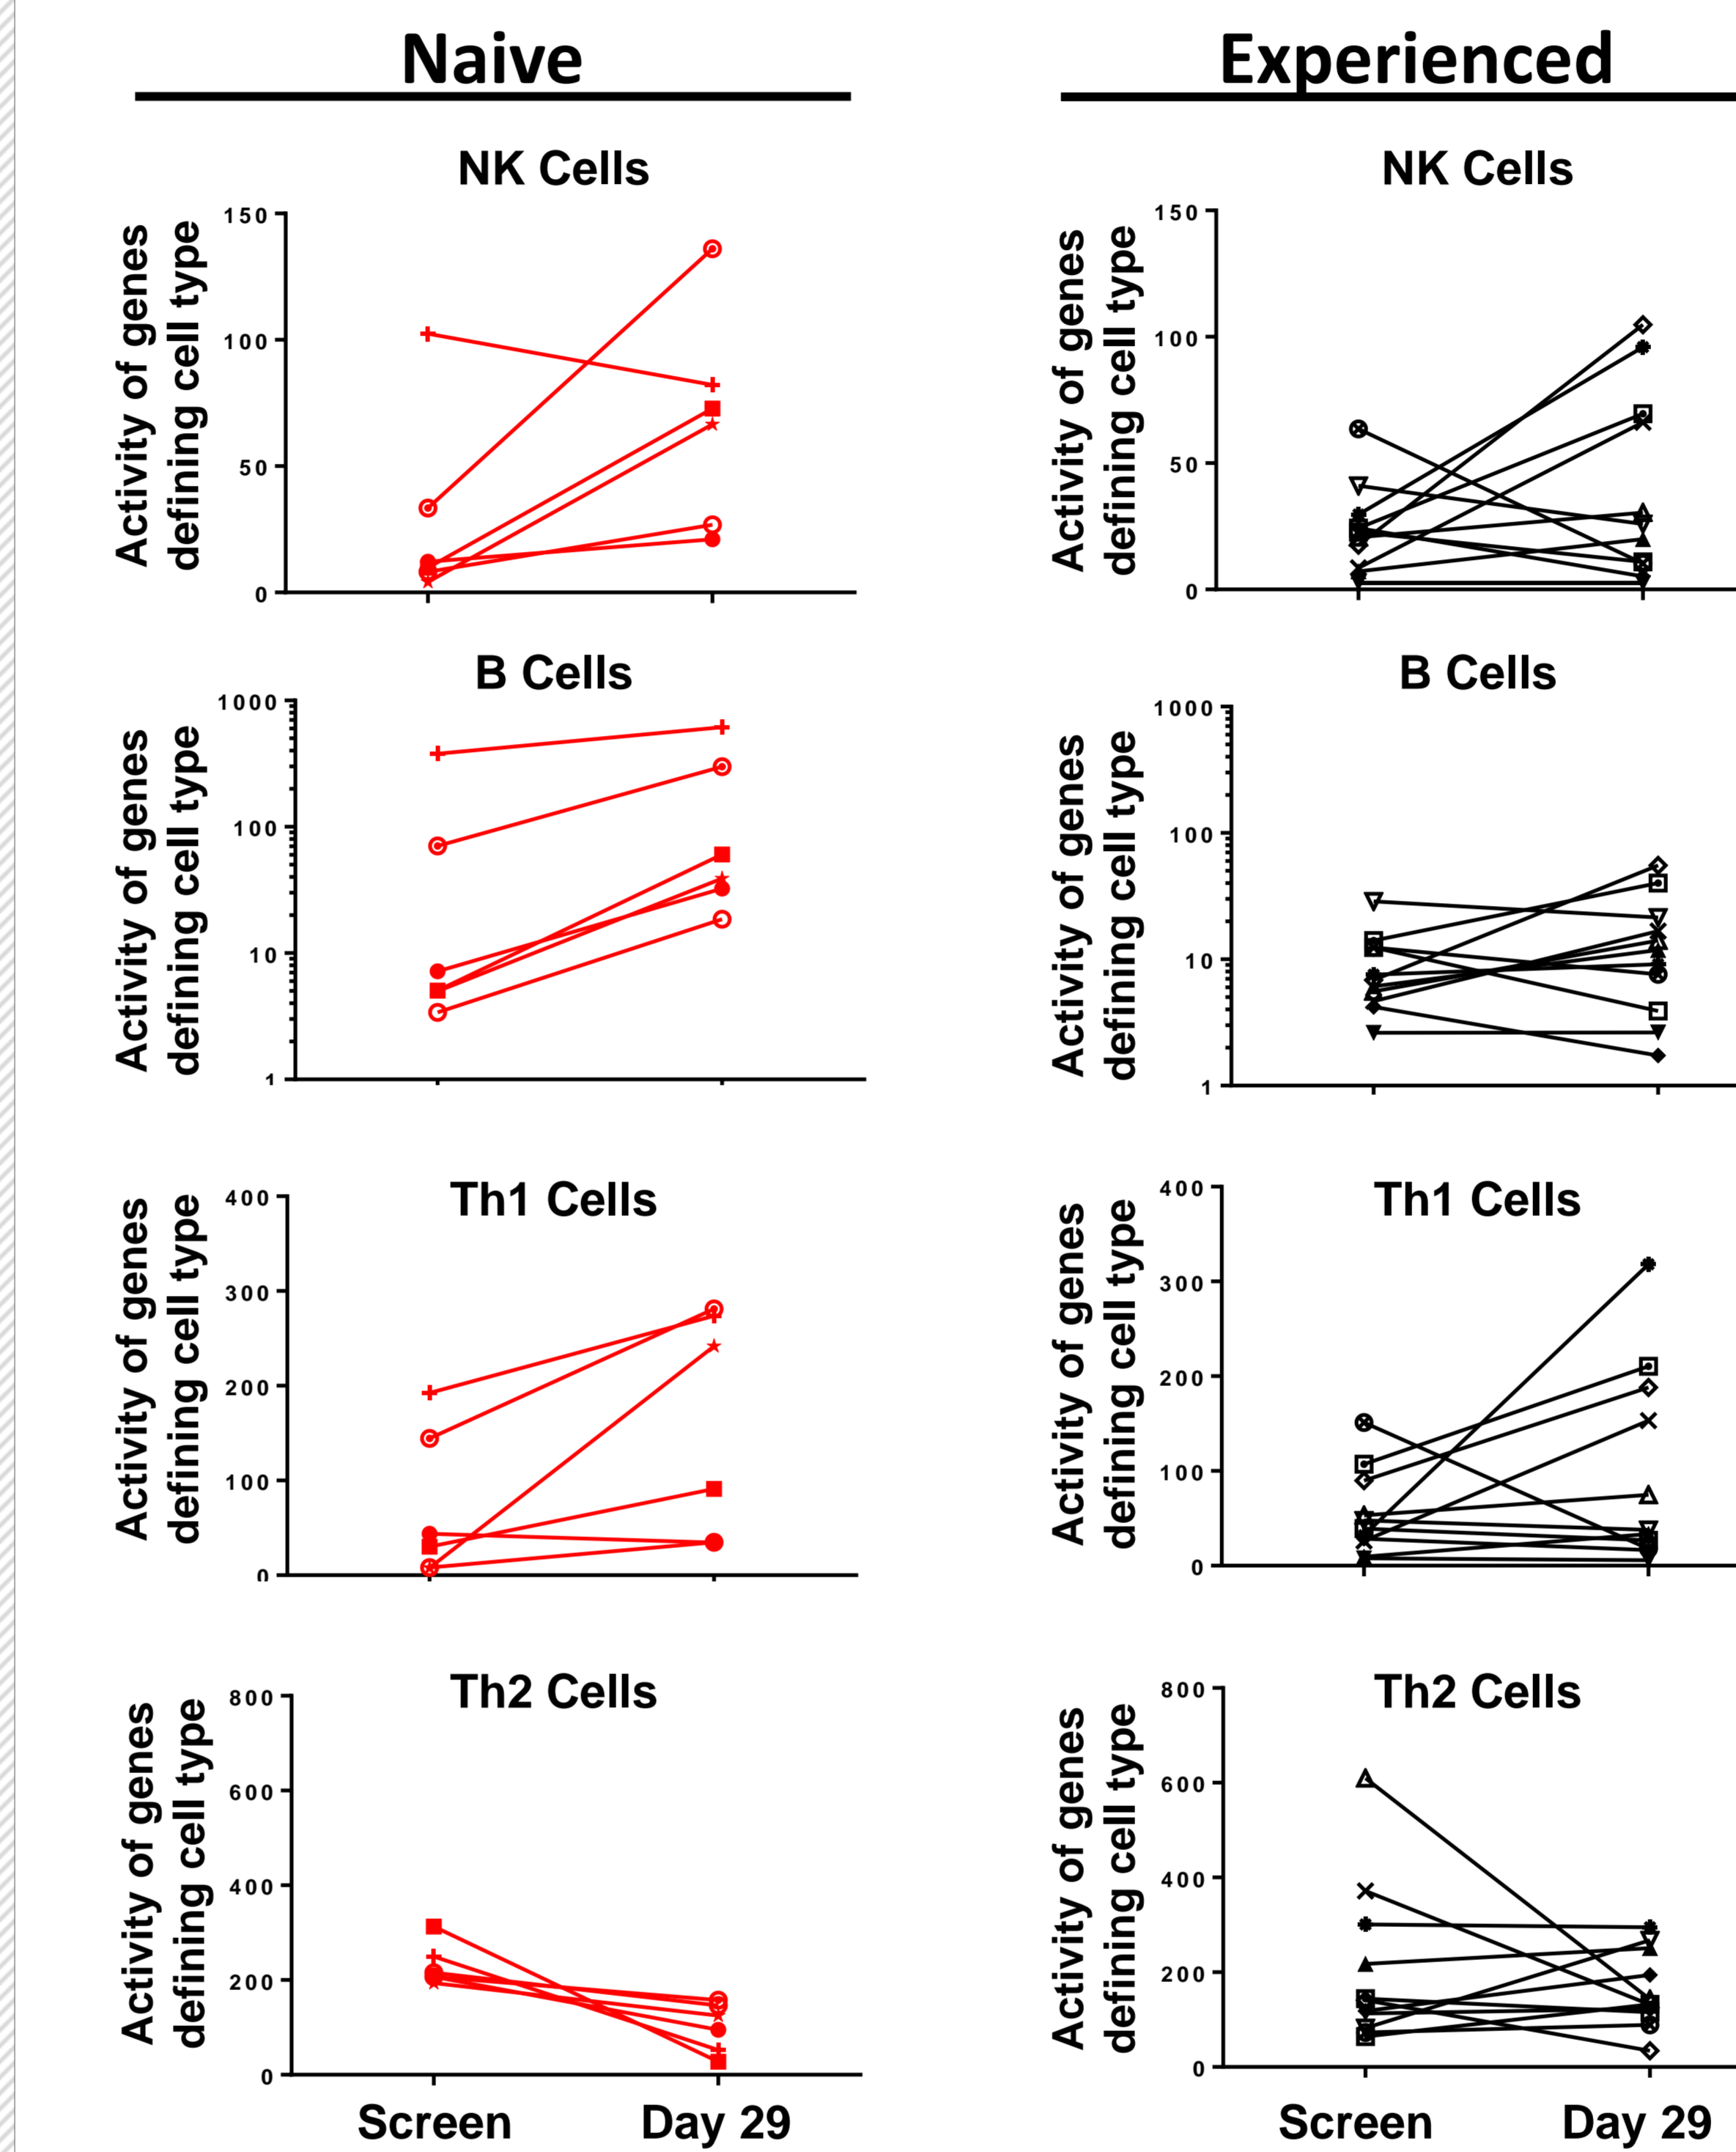 Naive
Experienced
NK Cells
Activity of genes
defining cell type
150
100
50
0
NK Cells
Activity of genes
defining cell type
150
100
50
0
B Cells
Activity of genes
defining cell type
1000
100
10
1
B Cells
Activity of genes
defining cell type
1000
100
10
1
Th1 Cells
Activity of genes
defining cell type
400
300
200
100
0
Th1 Cells
Activity of genes
defining cell type
400
300
200
100
0
Th2 Cells
Activity of genes
defining cell type
800
600
400
200
0
Screen
Day 29
Th2 Cells
Activity of genes
defining cell type
800
600
400
200
0
Screen
Day 29